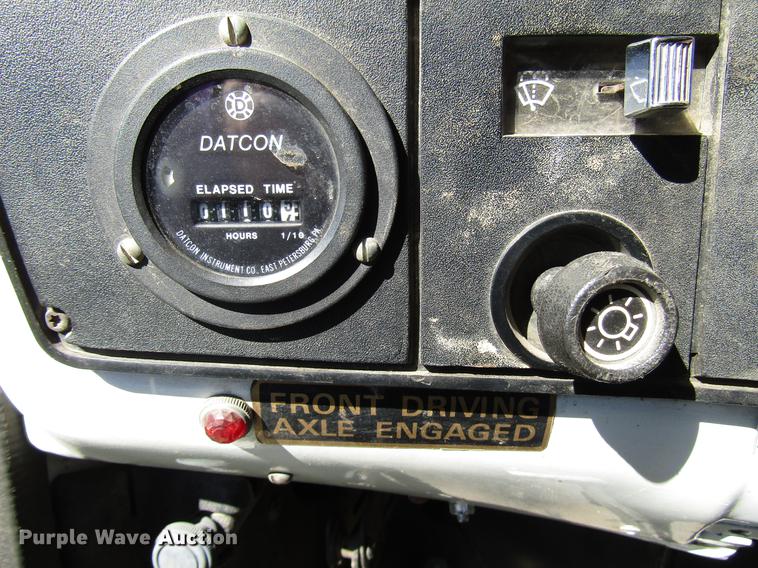 D
®
DATCON
ELAPSED TIME
HOURS 1/10
DATCON INSTRUMENT CO., EAST PETERSBURG, PA.
FRONT DRIVING
AXLE ENGAGED
Purple Wave Auction